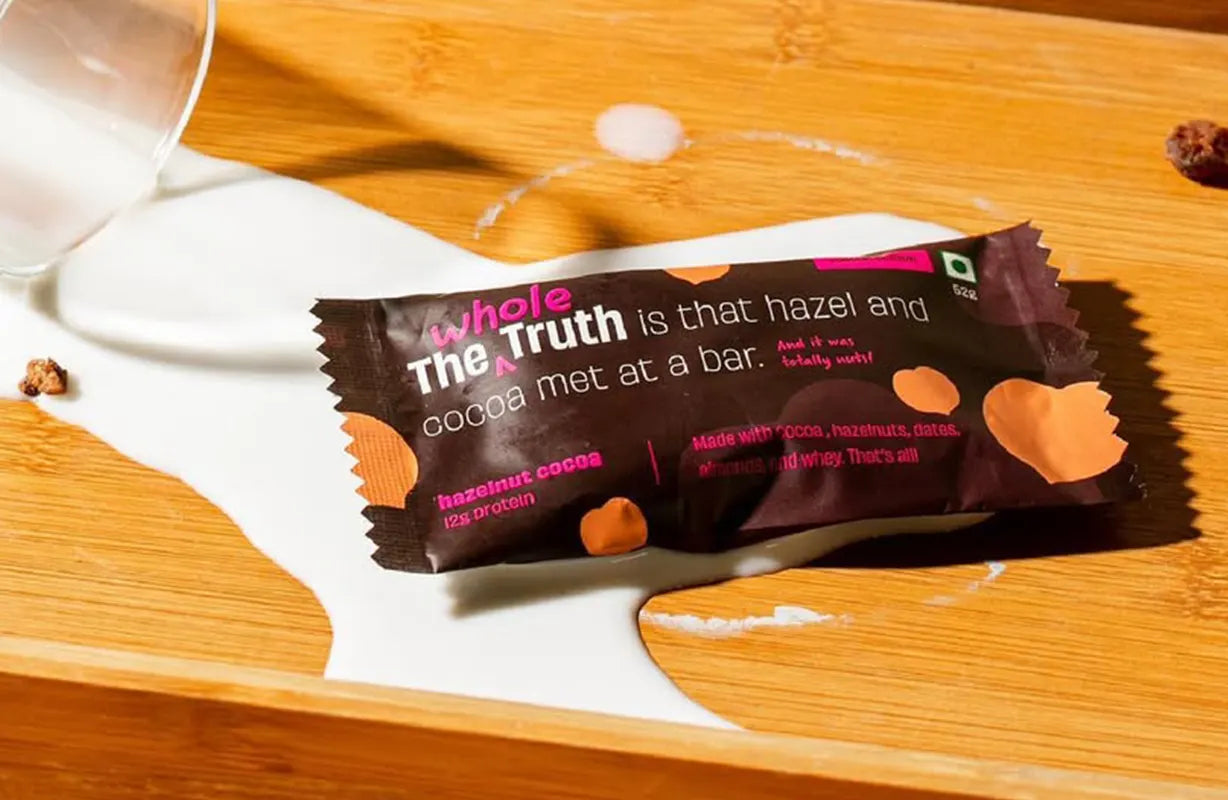 whole
The Truth is that hazel and
cocoa met at a bar.
And it was
totally nuts!
52g
hazelnut cocoa
12g protein
Made with cocoa, hazelnuts, dates,
almonds, and whey. That's all!